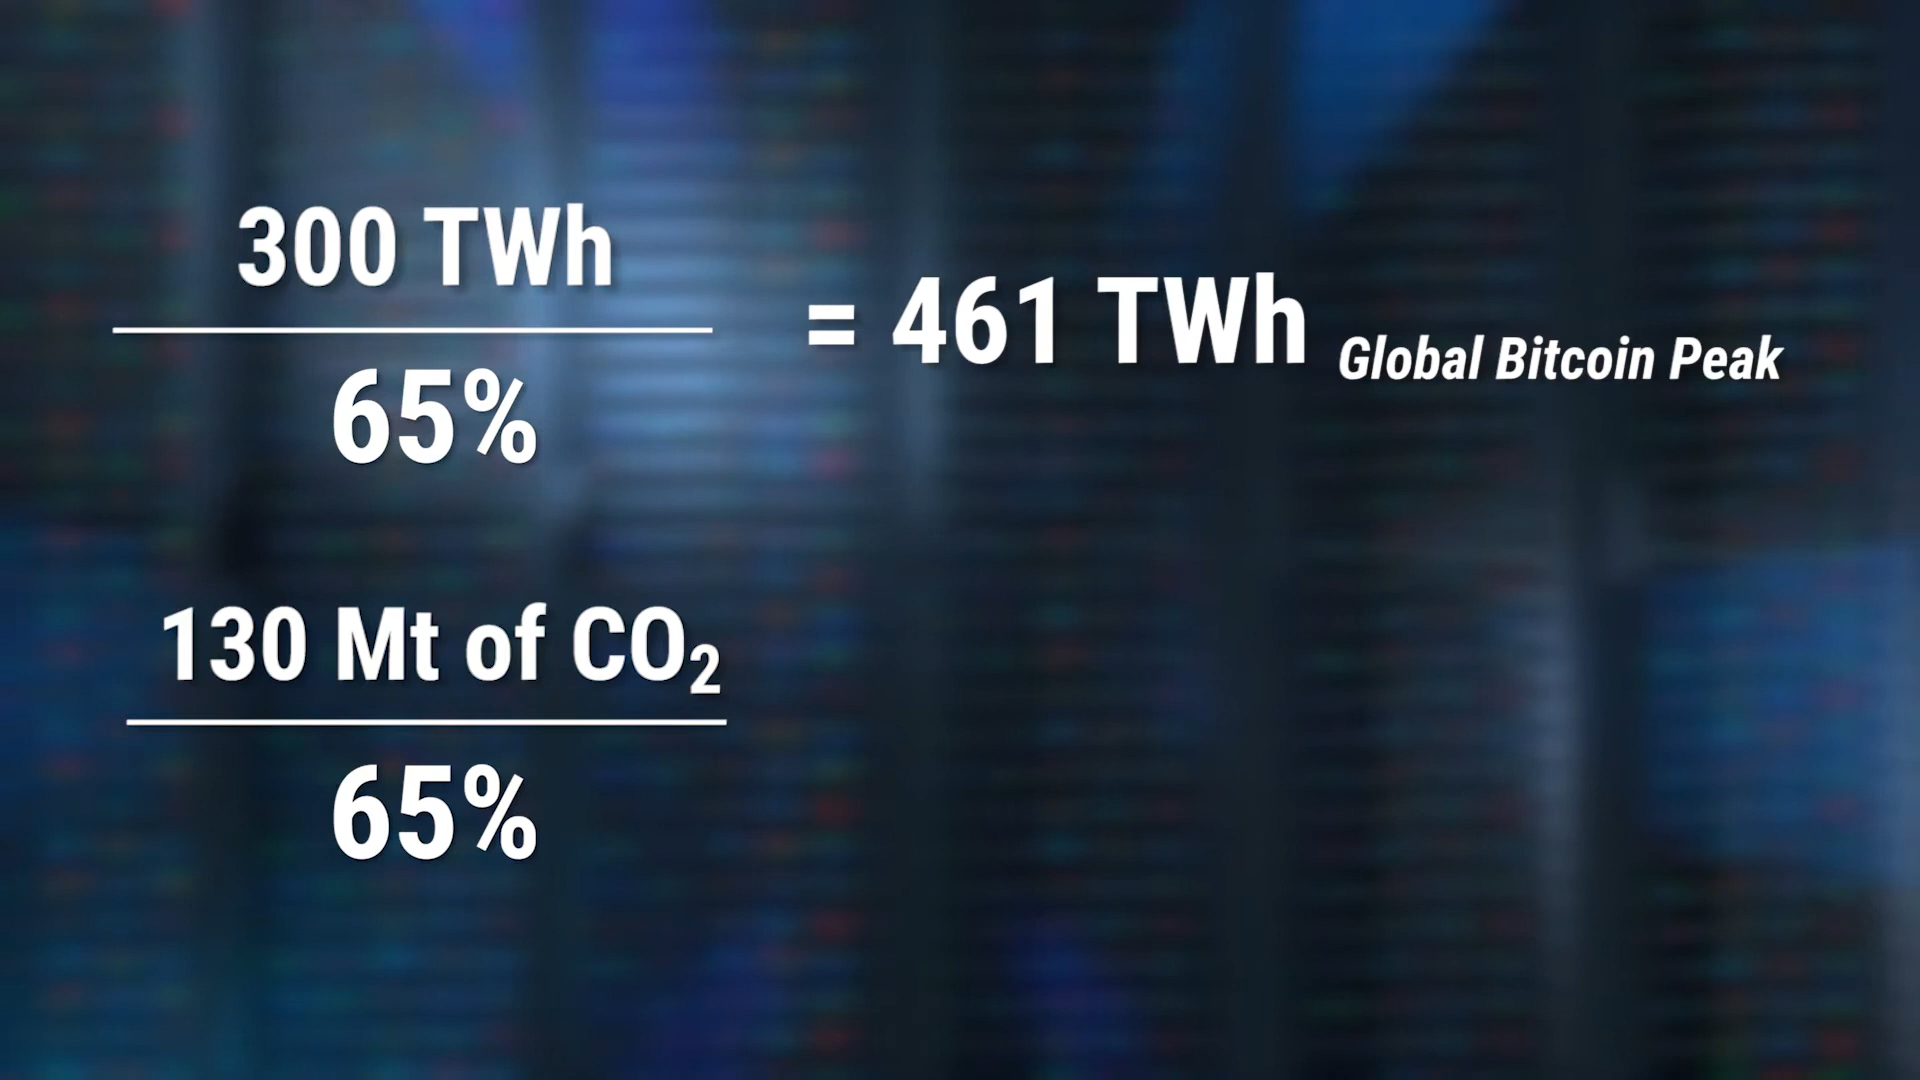 300 TWh
65%
= 461 TWh Global Bitcoin Peak
130 Mt of CO₂
65%